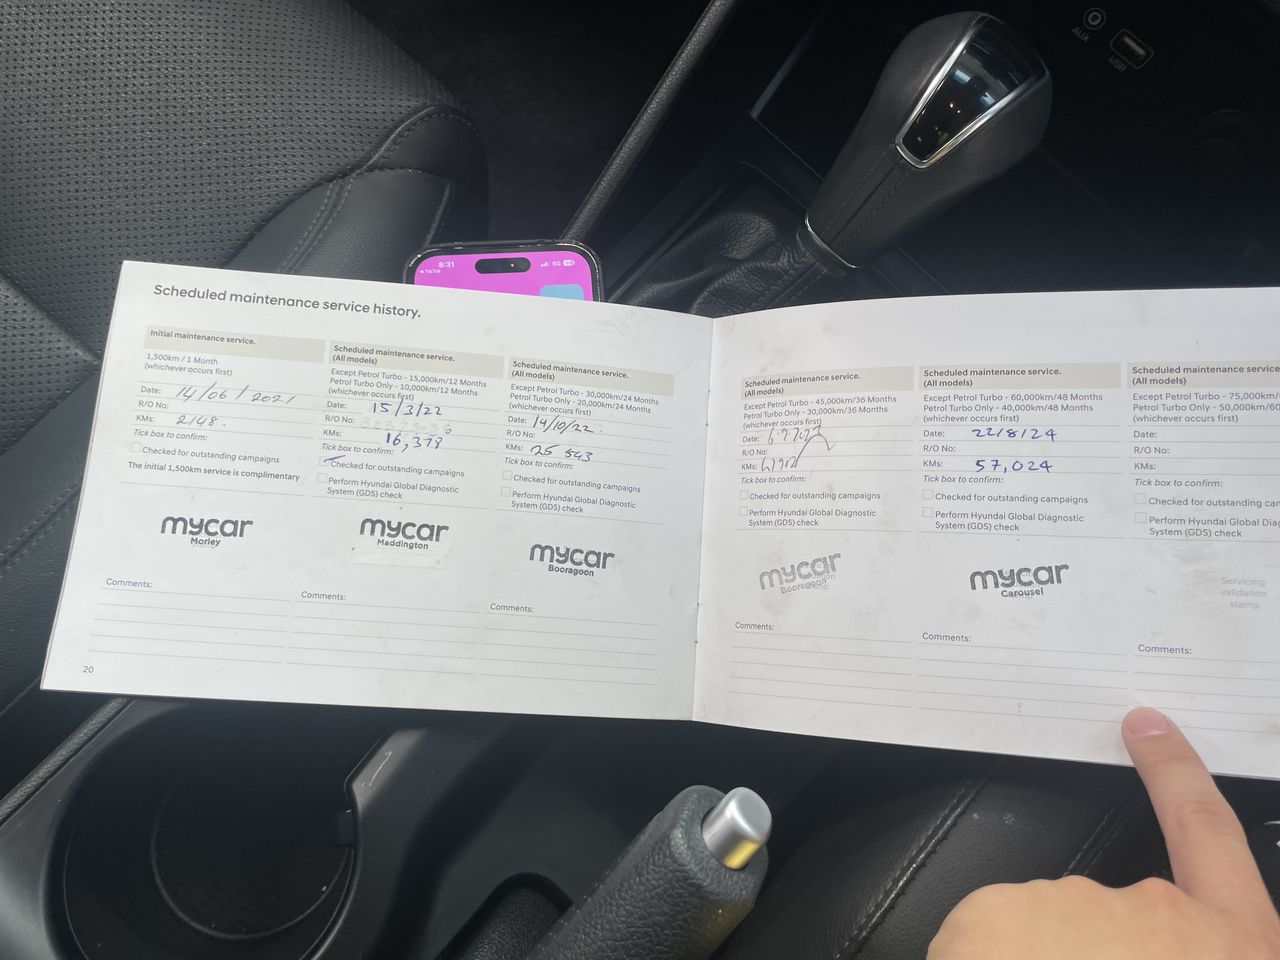 AUX
USB
8:31
TikTok
5G
Scheduled maintenance service history.
Initial maintenance service.
1,500km / 1 Month
(whichever occurs first)
Date: 14/06/2021
R/O No:
KMs: 2148.
Tick box to confirm:
Checked for outstanding campaigns
The initial 1,500km service is complimentary
mycar
Morley
Comments:
20
Scheduled maintenance service.
(All models)
Except Petrol Turbo - 15,000km/12 Months
Petrol Turbo Only - 10,000km/12 Months
(whichever occurs first)
Date: 15/3/22
R/O No:
KMs: 16,378
Tick box to confirm:
Checked for outstanding campaigns
Perform Hyundai Global Diagnostic
System (GDS) check
mycar
Maddington
Comments:
Scheduled maintenance service.
(All models)
Except Petrol Turbo - 30,000km/24 Months
Petrol Turbo Only - 20,000km/24 Months
(whichever occurs first)
Date: 14/10/22.
R/O No:
KMs: 25 543
Tick box to confirm:
Checked for outstanding campaigns
Perform Hyundai Global Diagnostic
System (GDS) check
mycar
Booragoon
Comments:
Scheduled maintenance service.
(All models)
Except Petrol Turbo - 45,000km/36 Months
Petrol Turbo Only - 30,000km/36 Months
(whichever occurs first)
Date:
R/O No:
KMs:
Tick box to confirm:
Checked for outstanding campaigns
Perform Hyundai Global Diagnostic
System (GDS) check
mycar
Booragoon
Comments:
Scheduled maintenance service.
(All models)
Except Petrol Turbo - 60,000km/48 Months
Petrol Turbo Only - 40,000km/48 Months
(whichever occurs first)
Date: 22/8/24
R/O No:
KMs: 57,024
Tick box to confirm:
Checked for outstanding campaigns
Perform Hyundai Global Diagnostic
System (GDS) check
mycar
Carousel
Comments:
Scheduled maintenance service
(All models)
Except Petrol Turbo - 75,000km/
Petrol Turbo Only - 50,000km/60
(whichever occurs first)
Date:
R/O No:
KMs:
Tick box to confirm:
Checked for outstanding
Perform Hyundai Global
System (GDS) check
Servicing
validation
stamp
Comments: